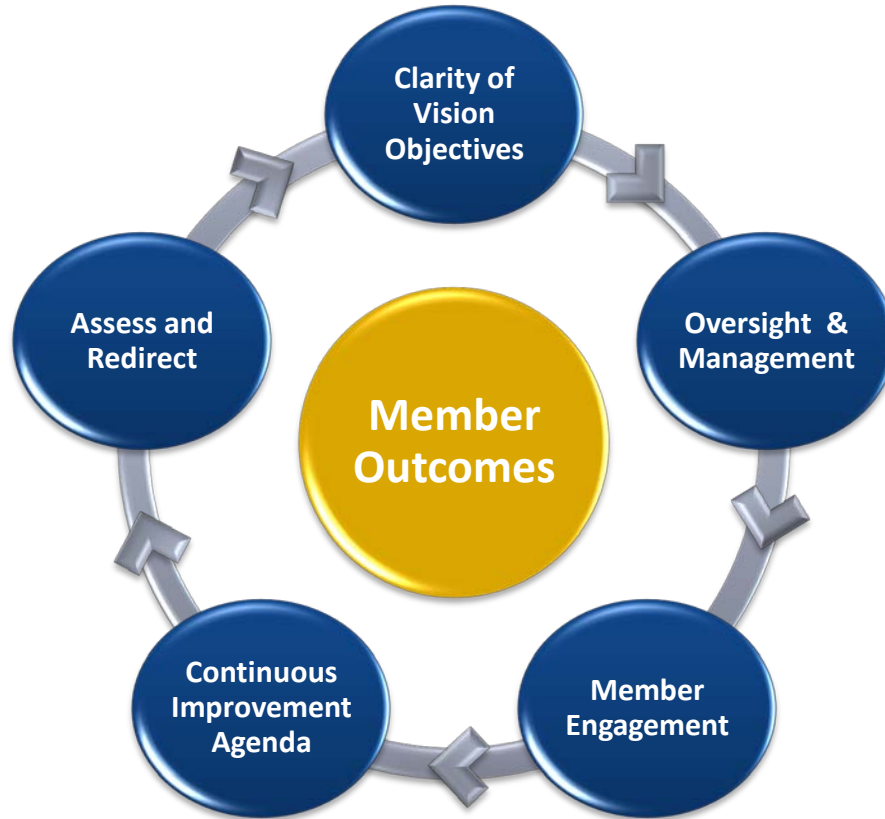 Clarity of
Vision
Objectives
Oversight &
Management
Member
Engagement
Continuous
Improvement
Agenda
Assess and
Redirect
Member
Outcomes